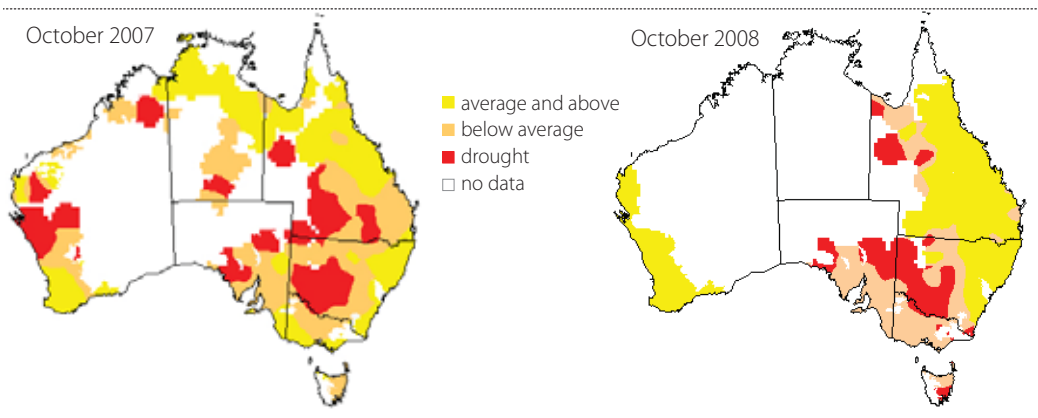 October 2007
October 2008
average and above
below average
drought
no data